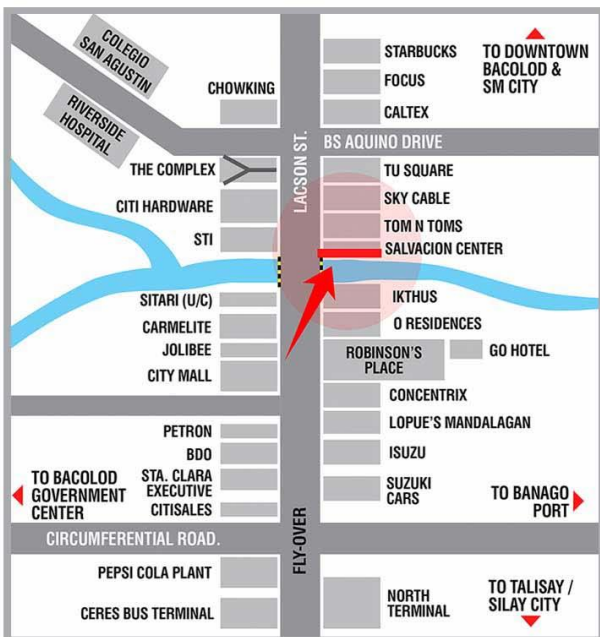 COLEGIO
SAN AGUSTIN
RIVERSIDE
HOSPITAL
CHOWKING
STARBUCKS
FOCUS
CALTEX
TO DOWNTOWN
BACOLOD &
SM CITY
BS AQUINO DRIVE
LACSON ST.
THE COMPLEX
CITI HARDWARE
STI
TU SQUARE
SKY CABLE
TOM N TOMS
SALVACION CENTER
SITARI (U/C)
CARMELITE
JOLIBEE
CITY MALL
IKTHUS
O RESIDENCES
ROBINSON'S
PLACE
GO HOTEL
CONCENTRIX
LOPUE'S MANDALAGAN
ISUZU
SUZUKI
CARS
PETRON
BDO
STA. CLARA
EXECUTIVE
CITISALES
TO BACOLOD
GOVERNMENT
CENTER
TO BANAGO
PORT
CIRCUMFERENTIAL ROAD.
FLY-OVER
PEPSI COLA PLANT
CERES BUS TERMINAL
NORTH
TERMINAL
TO TALISAY /
SILAY CITY